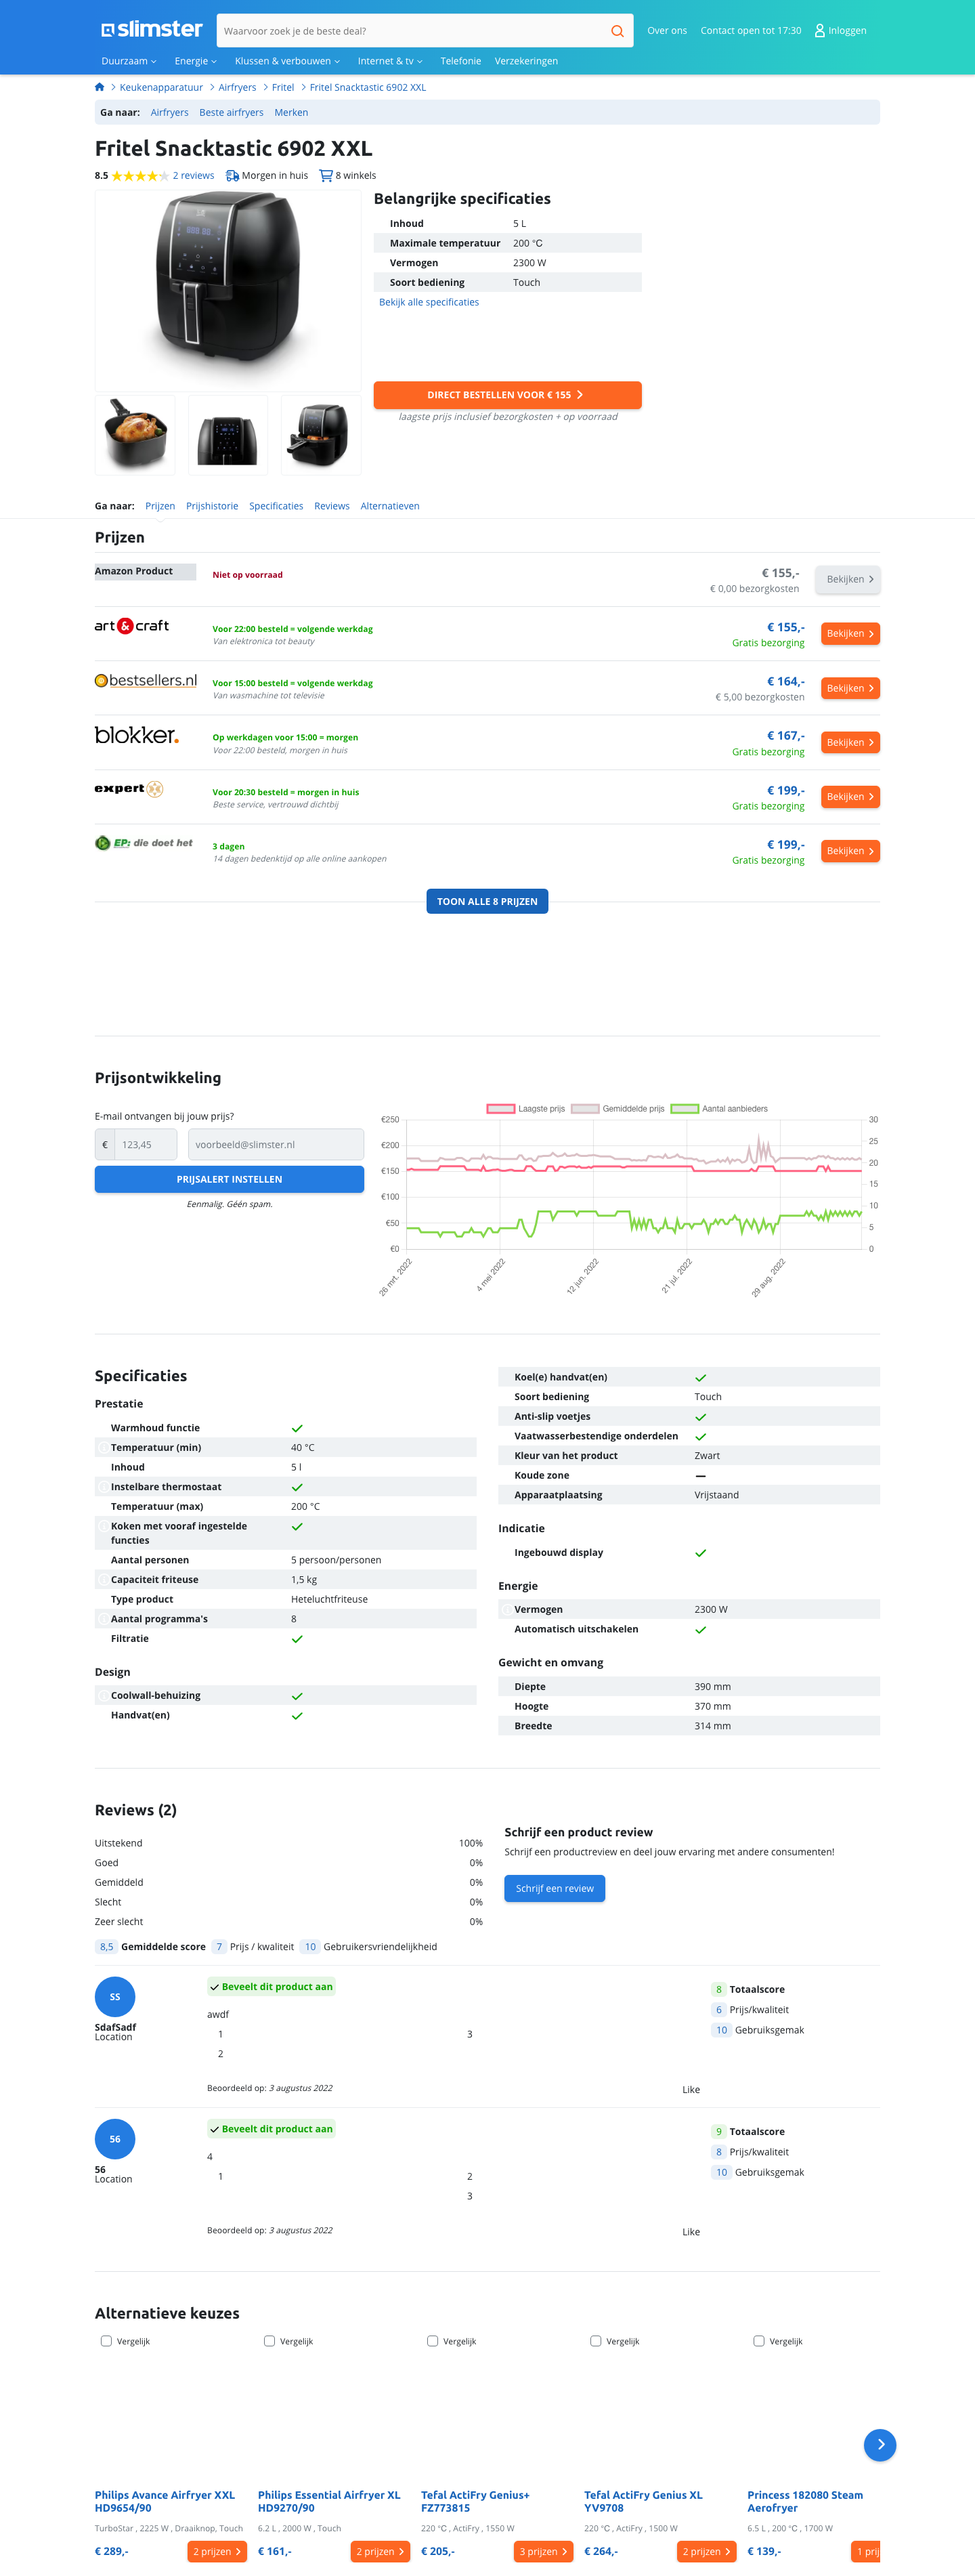 slimster
Waarvoor zoek je de beste deal?
Over ons
Contact open tot 17:30
Inloggen
Duurzaam
Energie
Klussen & verbouwen
Internet & tv
Telefonie
Verzekeringen
Keukenapparatuur
Airfryers
Fritel
Fritel Snacktastic 6902 XXL
Ga naar: Airfryers Beste airfryers Merken
Fritel Snacktastic 6902 XXL
8.5 2 reviews Morgen in huis 8 winkels
Belangrijke specificaties
Inhoud 5 L
Maximale temperatuur 200 °C
Vermogen 2300 W
Soort bediening Touch
Bekijk alle specificaties
DIRECT BESTELLEN VOOR € 155
laagste prijs inclusief bezorgkosten + op voorraad
Ga naar: Prijzen Prijshistorie Specificaties Reviews Alternatieven
Prijzen
Amazon Product
Niet op voorraad
€ 155,-
€ 0,00 bezorgkosten
Bekijken
art & craft
Voor 22:00 besteld = volgende werkdag
Van elektronica tot beauty
€ 155,-
Gratis bezorging
Bekijken
bestsellers.nl
Voor 15:00 besteld = volgende werkdag
Van wasmachine tot televisie
€ 164,-
€ 5,00 bezorgkosten
Bekijken
blokker.
Op werkdagen voor 15:00 = morgen
Voor 22:00 besteld, morgen in huis
€ 167,-
Gratis bezorging
Bekijken
expert
Voor 20:30 besteld = morgen in huis
Beste service, vertrouwd dichtbij
€ 199,-
Gratis bezorging
Bekijken
EP: die doet het
3 dagen
14 dagen bedenktijd op alle online aankopen
€ 199,-
Gratis bezorging
Bekijken
TOON ALLE 8 PRIJZEN
Prijsontwikkeling
E-mail ontvangen bij jouw prijs?
€ 123,45 voorbeeld@slimster.nl
PRIJSALERT INSTELLEN
Eenmalig. Géén spam.
Laagste prijs Gemiddelde prijs Aantal aanbieders
€250
€200
€150
€100
€50
€0
30
25
20
15
10
5
0
26 mrt. 2022
4 mei 2022
12 jun. 2022
21 jul. 2022
29 aug. 2022
Specificaties
Prestatie
Warmhoud functie
Temperatuur (min) 40 °C
Inhoud 5 l
Instelbare thermostaat
Temperatuur (max) 200 °C
Koken met vooraf ingestelde
functies
Aantal personen 5 persoon/personen
Capaciteit friteuse 1,5 kg
Type product Heteluchtfriteuse
Aantal programma's 8
Filtratie
Design
Coolwall-behuizing
Handvat(en)
Koel(e) handvat(en)
Soort bediening Touch
Anti-slip voetjes
Vaatwasserbestendige onderdelen
Kleur van het product Zwart
Koude zone
Apparaatplaatsing Vrijstaand
Indicatie
Ingebouwd display
Energie
Vermogen 2300 W
Automatisch uitschakelen
Gewicht en omvang
Diepte 390 mm
Hoogte 370 mm
Breedte 314 mm
Reviews (2)
Uitstekend 100%
Goed 0%
Gemiddeld 0%
Slecht 0%
Zeer slecht 0%
8,5 Gemiddelde score 7 Prijs / kwaliteit 10 Gebruikersvriendelijkheid
Schrijf een product review
Schrijf een productreview en deel jouw ervaring met andere consumenten!
Schrijf een review
SS
SdafSadf
Location
Beveelt dit product aan
awdf
1 3
2
Beoordeeld op: 3 augustus 2022
Like
8 Totaalscore
6 Prijs/kwaliteit
10 Gebruiksgemak
56
56
Location
Beveelt dit product aan
4
1 2
3
Beoordeeld op: 3 augustus 2022
Like
9 Totaalscore
8 Prijs/kwaliteit
10 Gebruiksgemak
Alternatieve keuzes
Vergelijk Vergelijk Vergelijk Vergelijk Vergelijk
Philips Avance Airfryer XXL
HD9654/90
TurboStar , 2225 W , Draaiknop, Touch
€ 289,- 2 prijzen
Philips Essential Airfryer XL
HD9270/90
6.2 L , 2000 W , Touch
€ 161,- 2 prijzen
Tefal ActiFry Genius+
FZ773815
220 °C , ActiFry , 1550 W
€ 205,- 3 prijzen
Tefal ActiFry Genius XL
YV9708
220 °C , ActiFry , 1500 W
€ 264,- 2 prijzen
Princess 182080 Steam
Aerofryer
6.5 L , 200 °C , 1700 W
€ 139,- 1 prij